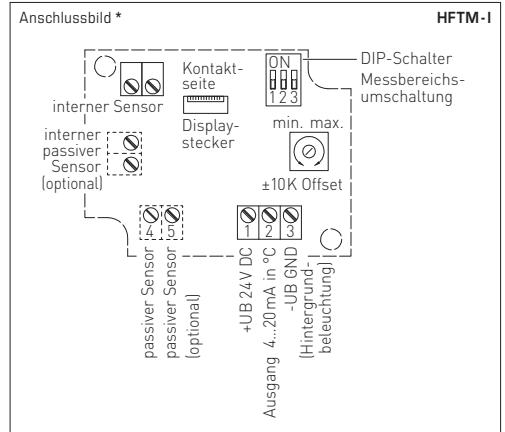 Anschlussbild *
HFTM-I
ON
1 2 3
DIP-Schalter
Messbereichs-
umschaltung
Kontakt-
seite
interner Sensor
Display-
stecker
interner
passiver
Sensor
(optional)
min. max.
±10K Offset
4 5
1 2 3
passiver Sensor
passiver Sensor
(optional)
+UB 24V DC
Ausgang 4...20mA in °C
-UB GND
(Hintergrund-
beleuchtung)